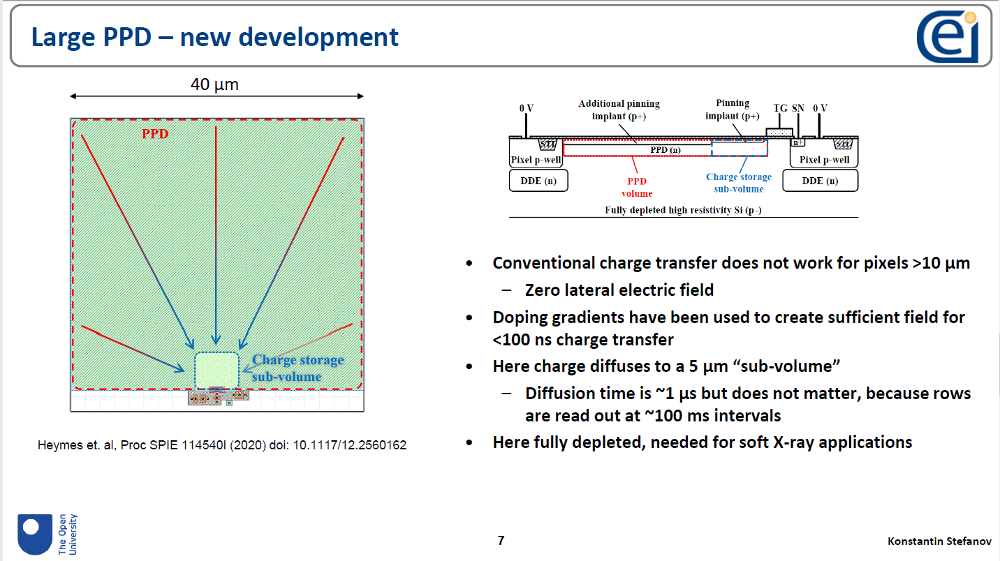 Large PPD – new development
cei
40 µm
PPD
Charge storage
sub-volume
Heymes et. al, Proc SPIE 114540I (2020) doi: 10.1117/12.2560162
0 V
Additional pinning
implant (p+)
Pinning
implant (p+)
TG SN 0 V
STI
PPD (n)
n+
STI
Pixel p-well
Pixel p-well
DDE (n)
DDE (n)
PPD
volume
Charge storage
sub-volume
Fully depleted high resistivity Si (p-)
• Conventional charge transfer does not work for pixels >10 µm
– Zero lateral electric field
• Doping gradients have been used to create sufficient field for
<100 ns charge transfer
• Here charge diffuses to a 5 µm “sub-volume”
– Diffusion time is ~1 µs but does not matter, because rows
are read out at ~100 ms intervals
• Here fully depleted, needed for soft X-ray applications
The Open
University
7
Konstantin Stefanov